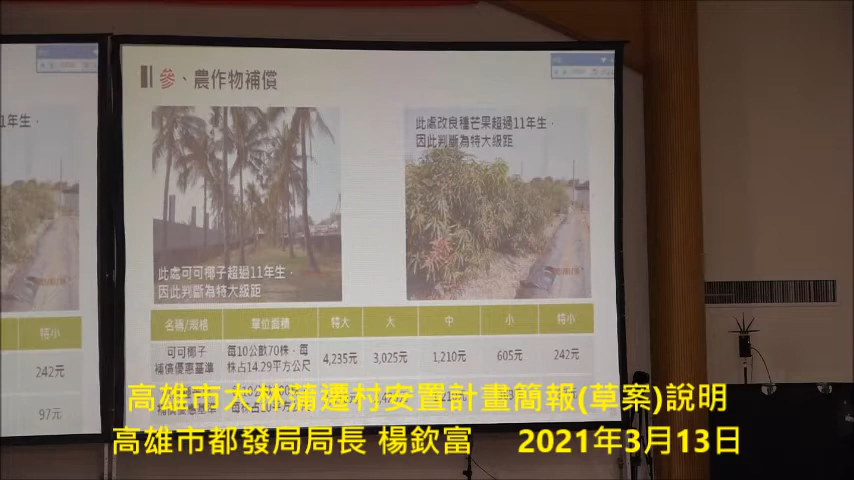 參、農作物補償
此處可可椰子超過11年生，
因此判斷為特大級距
此處改良種芒果超過11年生，
因此判斷為特大級距
名稱/規格 單位面積 特大 大 中 小 特小
可可椰子
補償優惠基準 每10公畝70株，每
株占14.29平方公尺 4,235元 3,025元 1,210元 605元 242元
1年生，
特小
242元
97元
高雄市大林蒲遷村安置計畫簡報(草案)說明
高雄市都發局局長 楊欽富 2021年3月13日